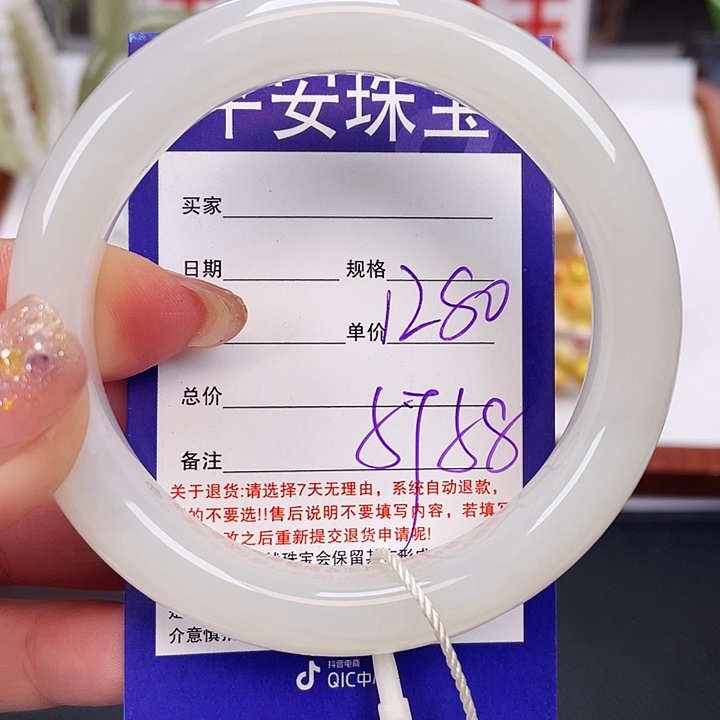 平安珠宝
买家
日期 规格
单价 1280
总价
备注 5758
关于退货:请选择7天无理由，系统自动退款，
的不要选!!售后说明不要填写内容，若填写
改之后重新提交退货申请呢!
珠宝会保留其
介意慎
抖音电商
QIC中